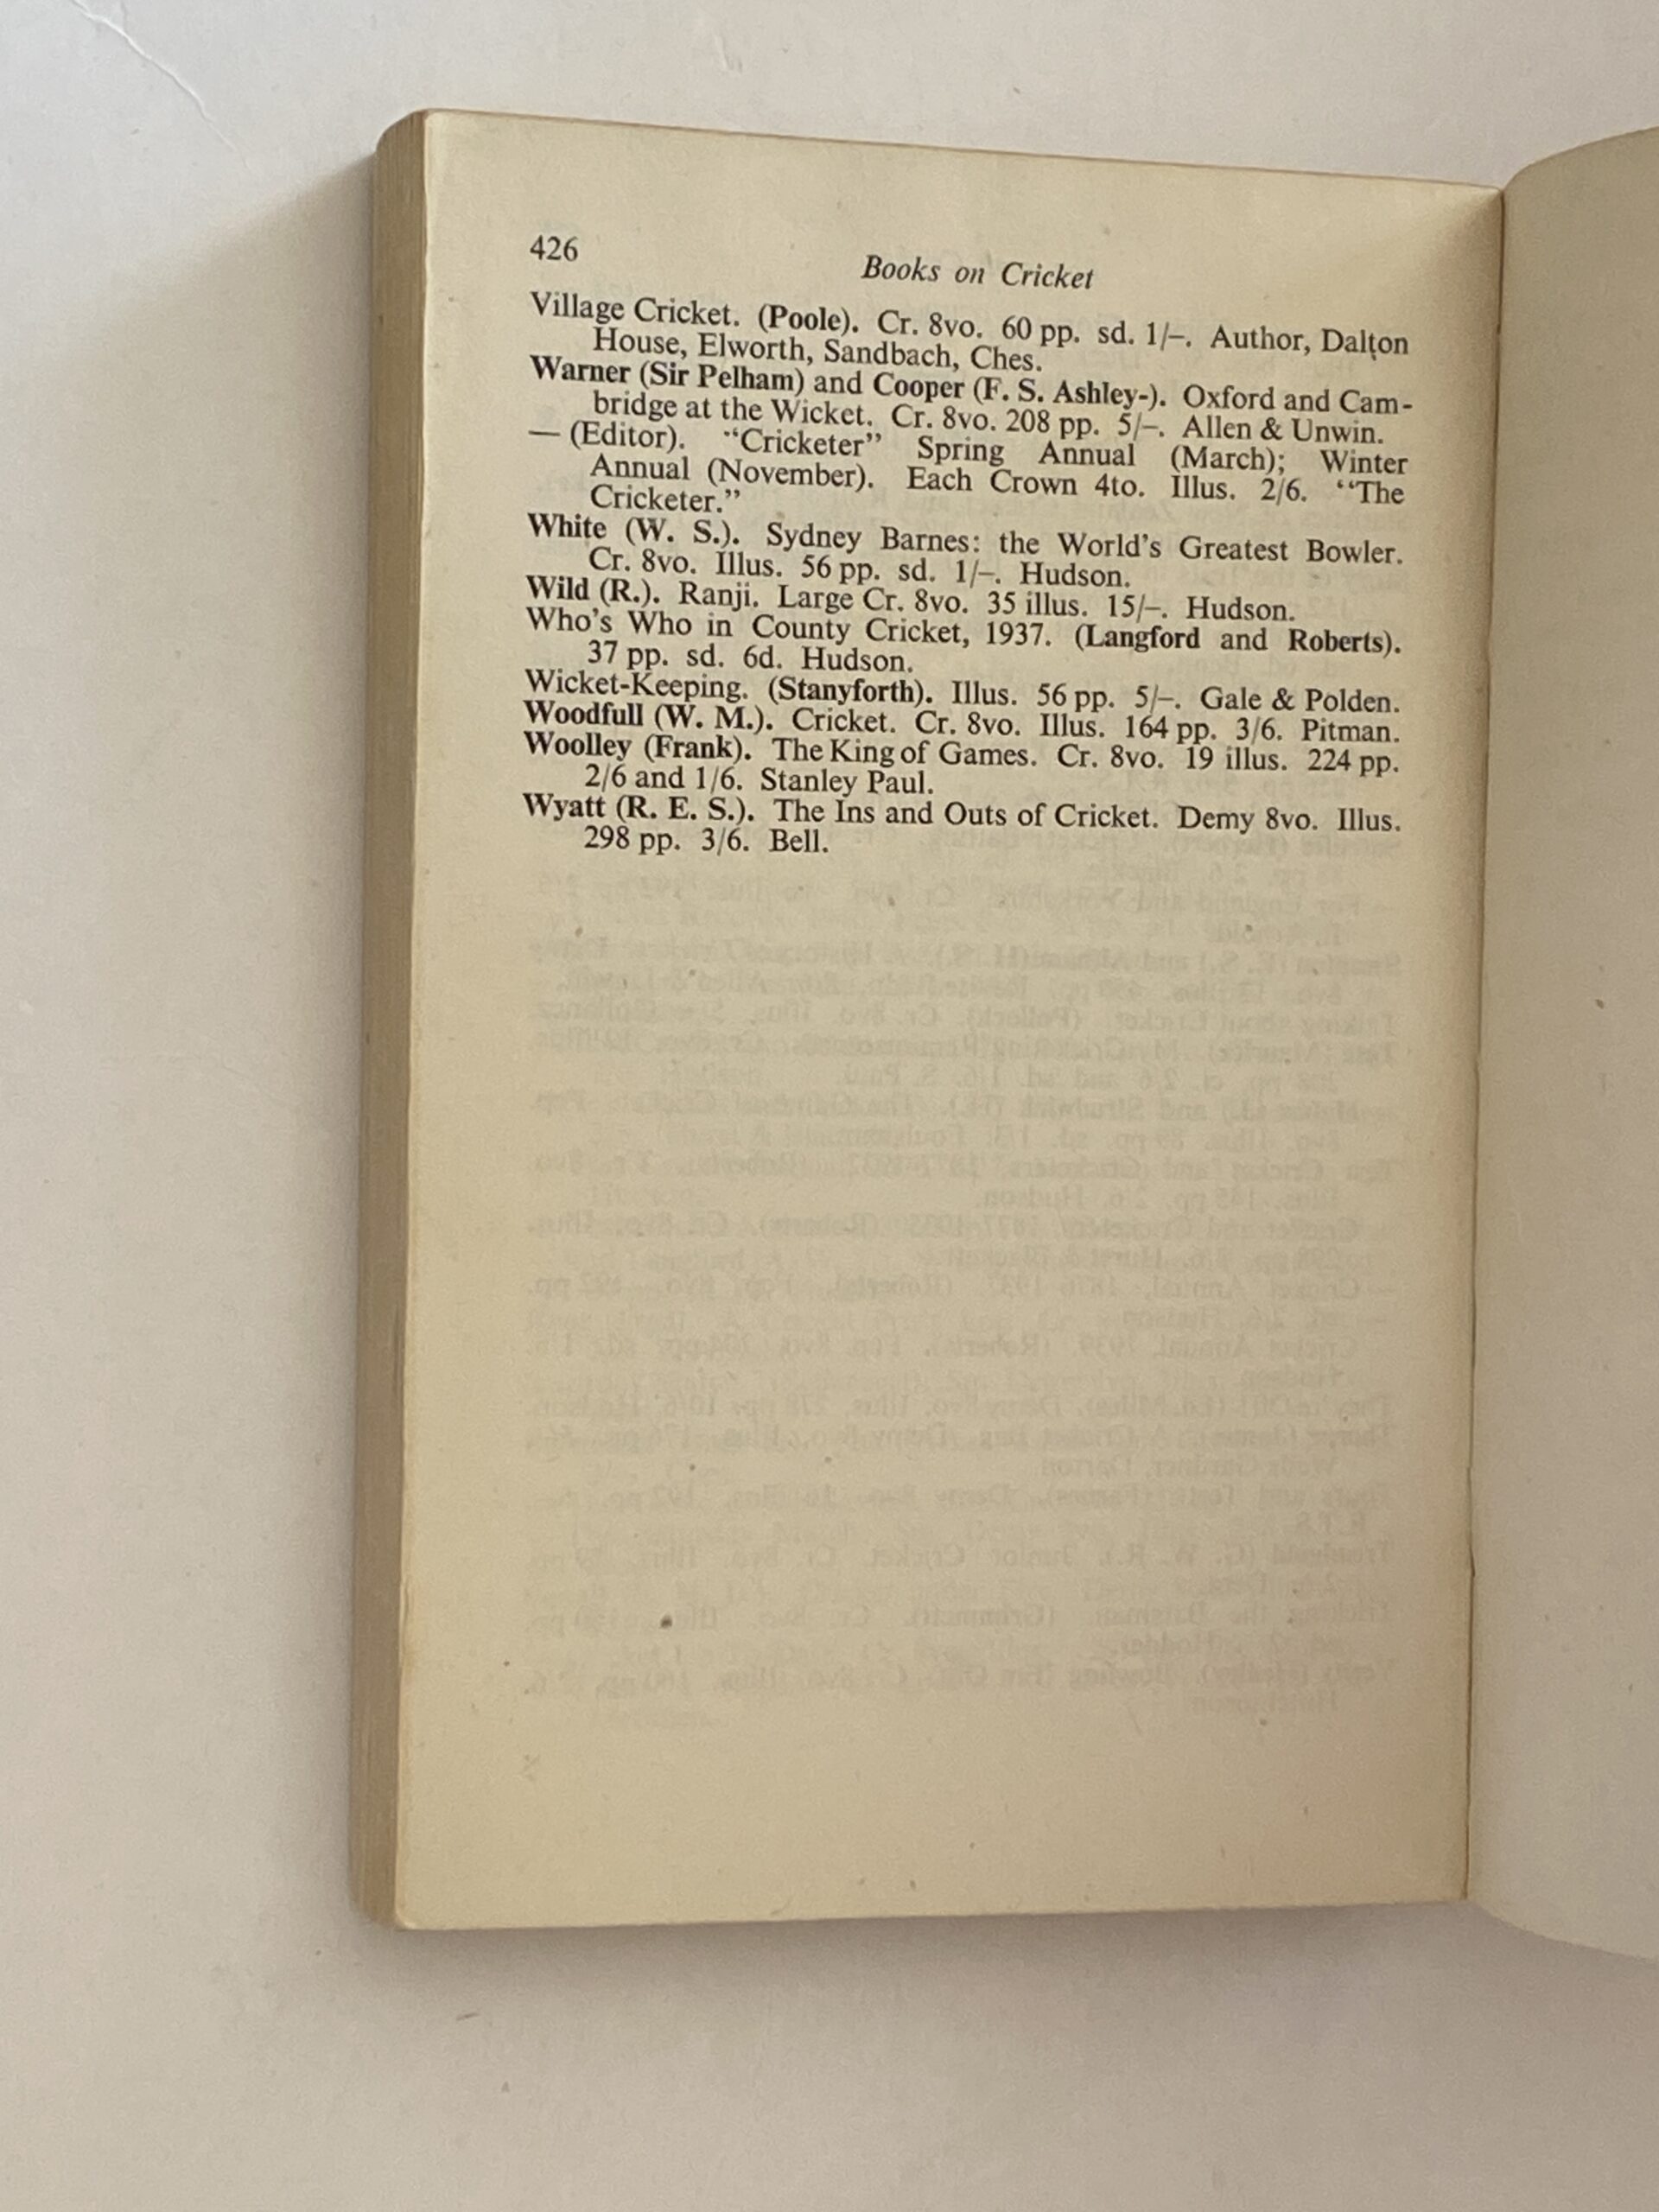 426
Books on Cricket
Village Cricket. (Poole). Cr. 8vo. 60 pp. sd. 1/–. Author, Dalton
House, Elworth, Sandbach, Ches.
Warner (Sir Pelham) and Cooper (F. S. Ashley-). Oxford and Cam-
bridge at the Wicket. Cr. 8vo. 208 pp. 5/–. Allen & Unwin.
— (Editor). “Cricketer” Spring Annual (March); Winter
Annual (November). Each Crown 4to. Illus. 2/6. “The
Cricketer.”
White (W. S.). Sydney Barnes: the World's Greatest Bowler.
Cr. 8vo. Illus. 56 pp. sd. 1/–. Hudson.
Wild (R.). Ranji. Large Cr. 8vo. 35 illus. 15/–. Hudson.
Who's Who in County Cricket, 1937. (Langford and Roberts).
37 pp. sd. 6d. Hudson.
Wicket-Keeping. (Stanyforth). Illus. 56 pp. 5/–. Gale & Polden.
Woodfull (W. M.). Cricket. Cr. 8vo. Illus. 164 pp. 3/6. Pitman.
Woolley (Frank). The King of Games. Cr. 8vo. 19 illus. 224 pp.
2/6 and 1/6. Stanley Paul.
Wyatt (R. E. S.). The Ins and Outs of Cricket. Demy 8vo. Illus.
298 pp. 3/6. Bell.